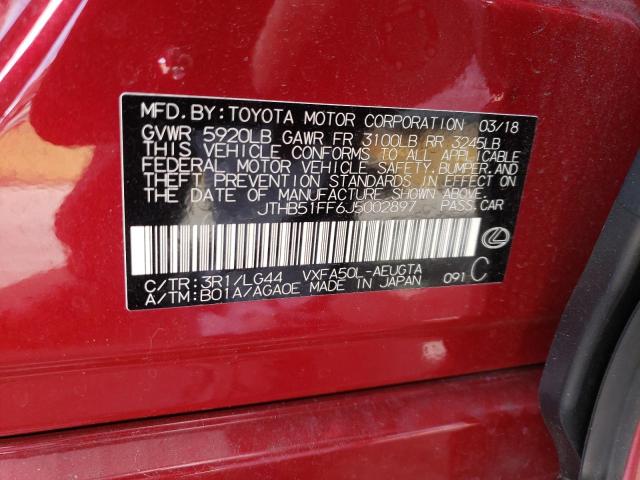 MFD. BY: TOYOTA MOTOR CORPORATION 03/18
GVWR 5920LB GAWR FR 3100LB RR 3245LB
THIS VEHICLE CONFORMS TO ALL APPLICABLE
FEDERAL MOTOR VEHICLE SAFETY, BUMPER, AND
THEFT PREVENTION STANDARDS IN EFFECT ON
THE DATE OF MANUFACTURE SHOWN ABOVE.
JTHB51FF6J5002897 PASS. CAR
C/TR: 3R1/LG44 VXFA50L-AEUGTA
A/TM: B01A/AGA0E MADE IN JAPAN 091 C